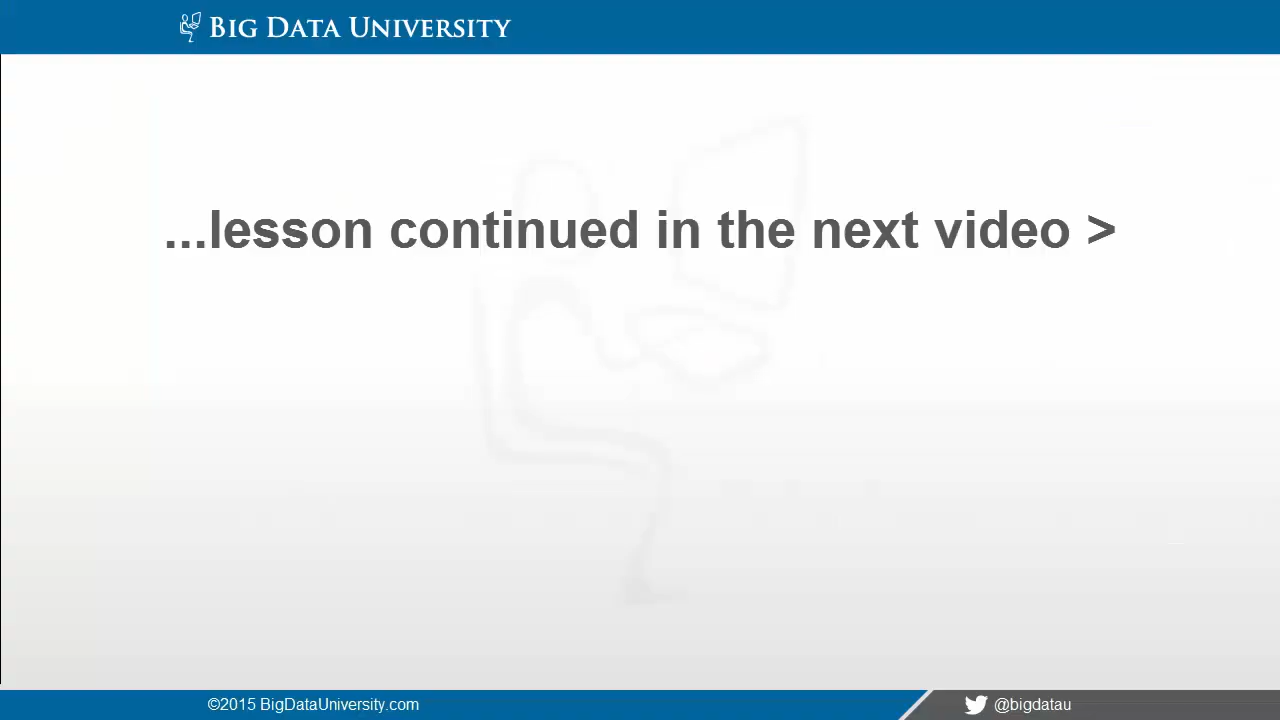 BIG DATA UNIVERSITY
...lesson continued in the next video >
©2015 BigDataUniversity.com
@bigdatau